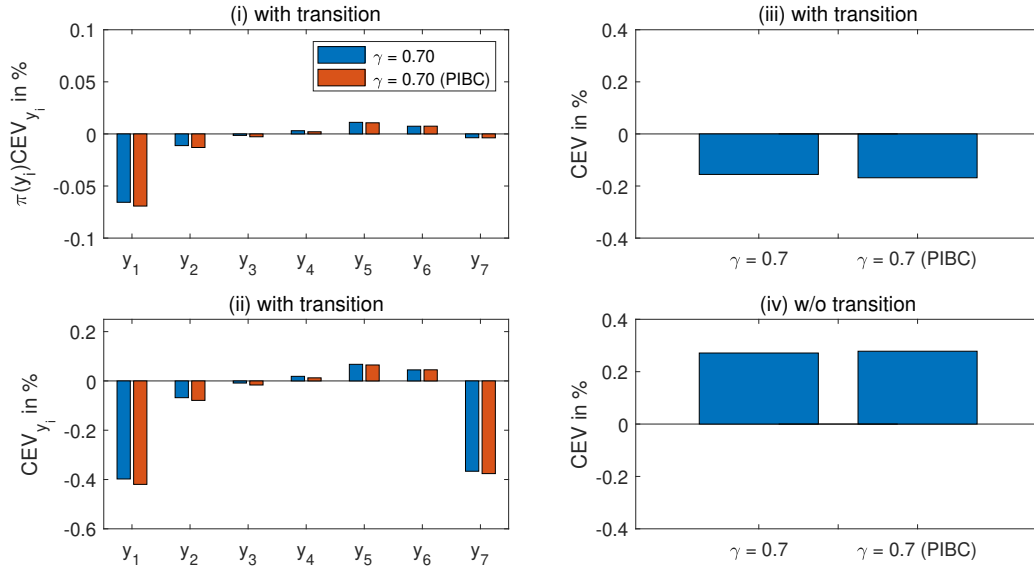 (i) with transition
0.1
0.05
0
-0.05
-0.1
π(y_i)CEV_{y_i} in %
γ = 0.70
γ = 0.70 (PIBC)
y_1 y_2 y_3 y_4 y_5 y_6 y_7
(iii) with transition
0.4
0.2
0
-0.2
-0.4
CEV in %
γ = 0.7 γ = 0.7 (PIBC)
(ii) with transition
0.2
0
-0.2
-0.4
-0.6
CEV_{y_i} in %
y_1 y_2 y_3 y_4 y_5 y_6 y_7
(iv) w/o transition
0.4
0.2
0
-0.2
-0.4
CEV in %
γ = 0.7 γ = 0.7 (PIBC)